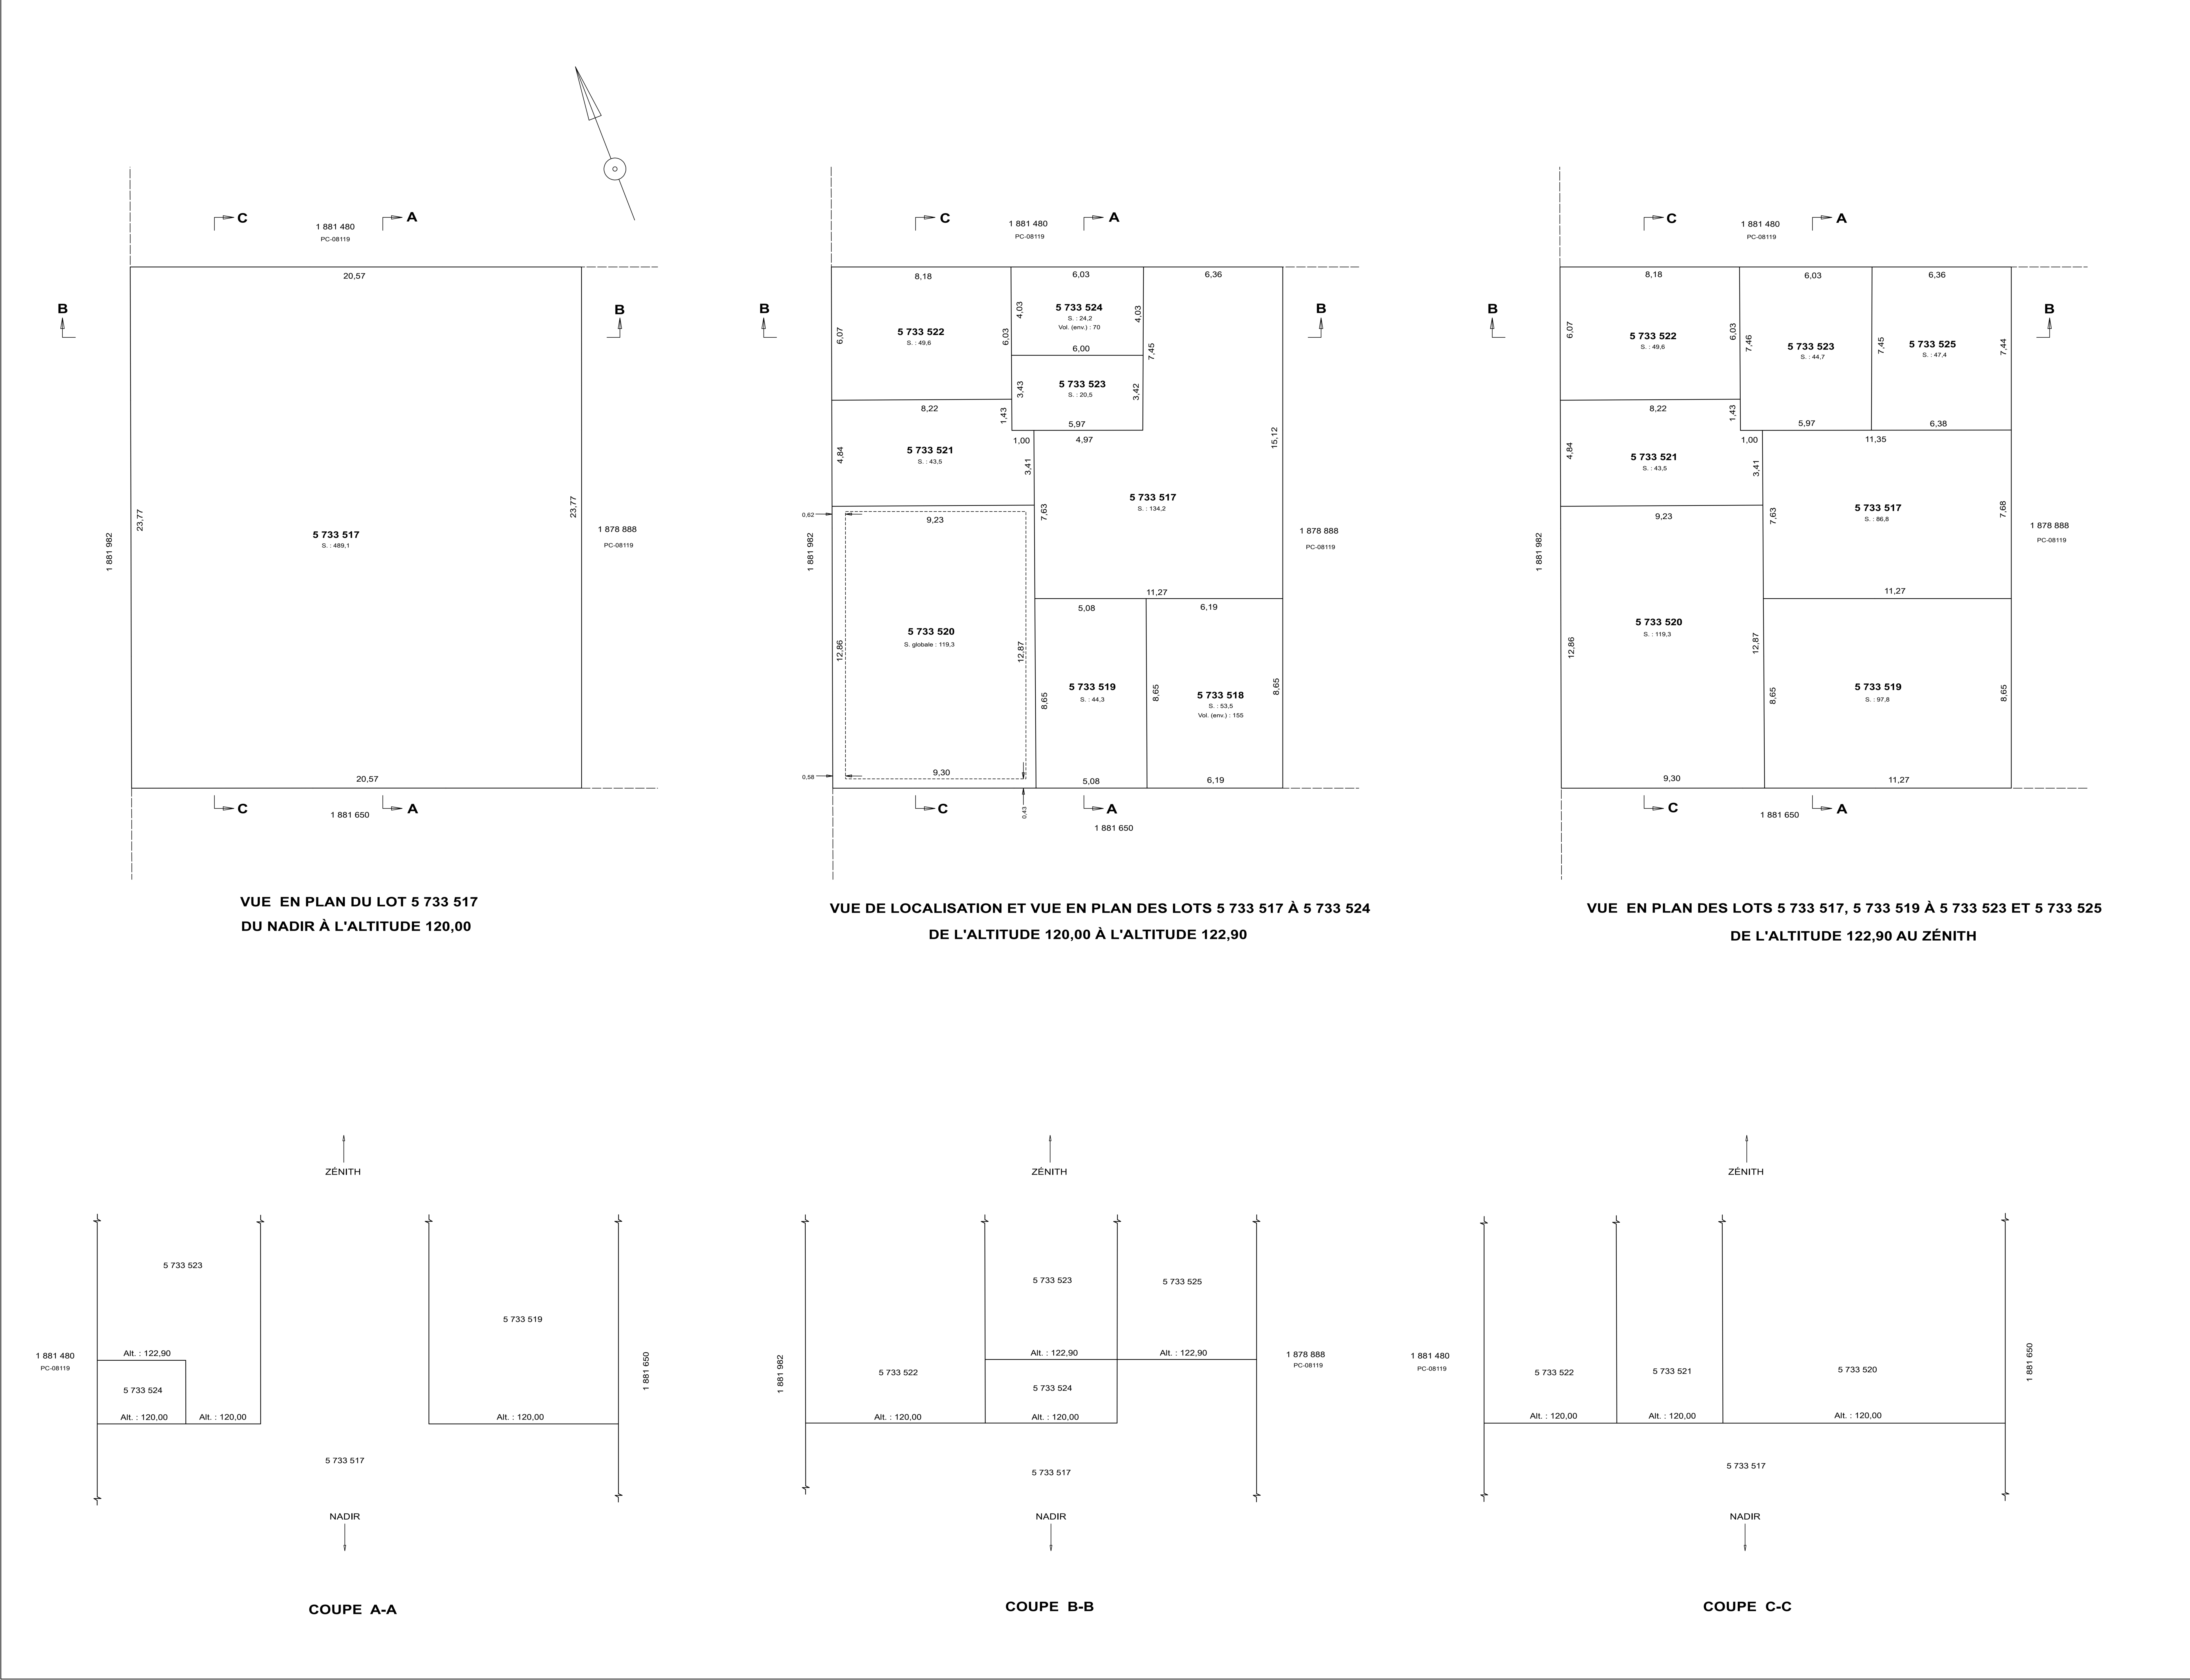 C
A
1 881 480
PC-08119
20,57
B
B
23,77
23,77
5 733 517
S. : 489,1
1 881 982
1 878 888
PC-08119
20,57
C
A
1 881 650
VUE EN PLAN DU LOT 5 733 517
DU NADIR À L'ALTITUDE 120,00
C
A
1 881 480
PC-08119
8,18
6,03
6,36
B
B
4,03
5 733 524
S. : 24,2
Vol. (env.) : 70
4,03
6,07
5 733 522
S. : 49,6
6,03
6,00
7,45
3,43
5 733 523
S. : 20,5
3,42
8,22
1,43
5,97
1,00
4,97
15,12
4,84
5 733 521
S. : 43,5
3,41
5 733 517
S. : 134,2
0,62
9,23
7,63
1 881 982
1 878 888
PC-08119
11,27
5,08
6,19
5 733 520
S. globale : 119,3
12,86
12,87
5 733 519
S. : 44,3
8,65
8,65
5 733 518
S. : 53,5
Vol. (env.) : 155
8,65
0,58
9,30
5,08
6,19
C
0,43
A
1 881 650
VUE DE LOCALISATION ET VUE EN PLAN DES LOTS 5 733 517 À 5 733 524
DE L'ALTITUDE 120,00 À L'ALTITUDE 122,90
C
A
1 881 480
PC-08119
8,18
6,03
6,36
B
B
6,07
5 733 522
S. : 49,6
6,03
7,46
5 733 523
S. : 44,7
7,45
5 733 525
S. : 47,4
7,44
8,22
1,43
5,97
6,38
1,00
11,35
4,84
5 733 521
S. : 43,5
3,41
9,23
7,63
5 733 517
S. : 86,8
7,68
1 881 982
1 878 888
PC-08119
11,27
5 733 520
S. : 119,3
12,86
12,87
5 733 519
S. : 97,8
8,65
8,65
9,30
11,27
C
A
1 881 650
VUE EN PLAN DES LOTS 5 733 517, 5 733 519 À 5 733 523 ET 5 733 525
DE L'ALTITUDE 122,90 AU ZÉNITH
ZÉNITH
5 733 523
5 733 519
1 881 480
PC-08119
Alt. : 122,90
5 733 524
Alt. : 120,00
Alt. : 120,00
Alt. : 120,00
1 881 650
5 733 517
NADIR
COUPE A-A
ZÉNITH
5 733 523
5 733 525
1 881 982
Alt. : 122,90
Alt. : 122,90
1 878 888
PC-08119
5 733 522
5 733 524
Alt. : 120,00
Alt. : 120,00
5 733 517
NADIR
COUPE B-B
ZÉNITH
1 881 480
PC-08119
5 733 522
5 733 521
5 733 520
1 881 650
Alt. : 120,00
Alt. : 120,00
Alt. : 120,00
5 733 517
NADIR
COUPE C-C